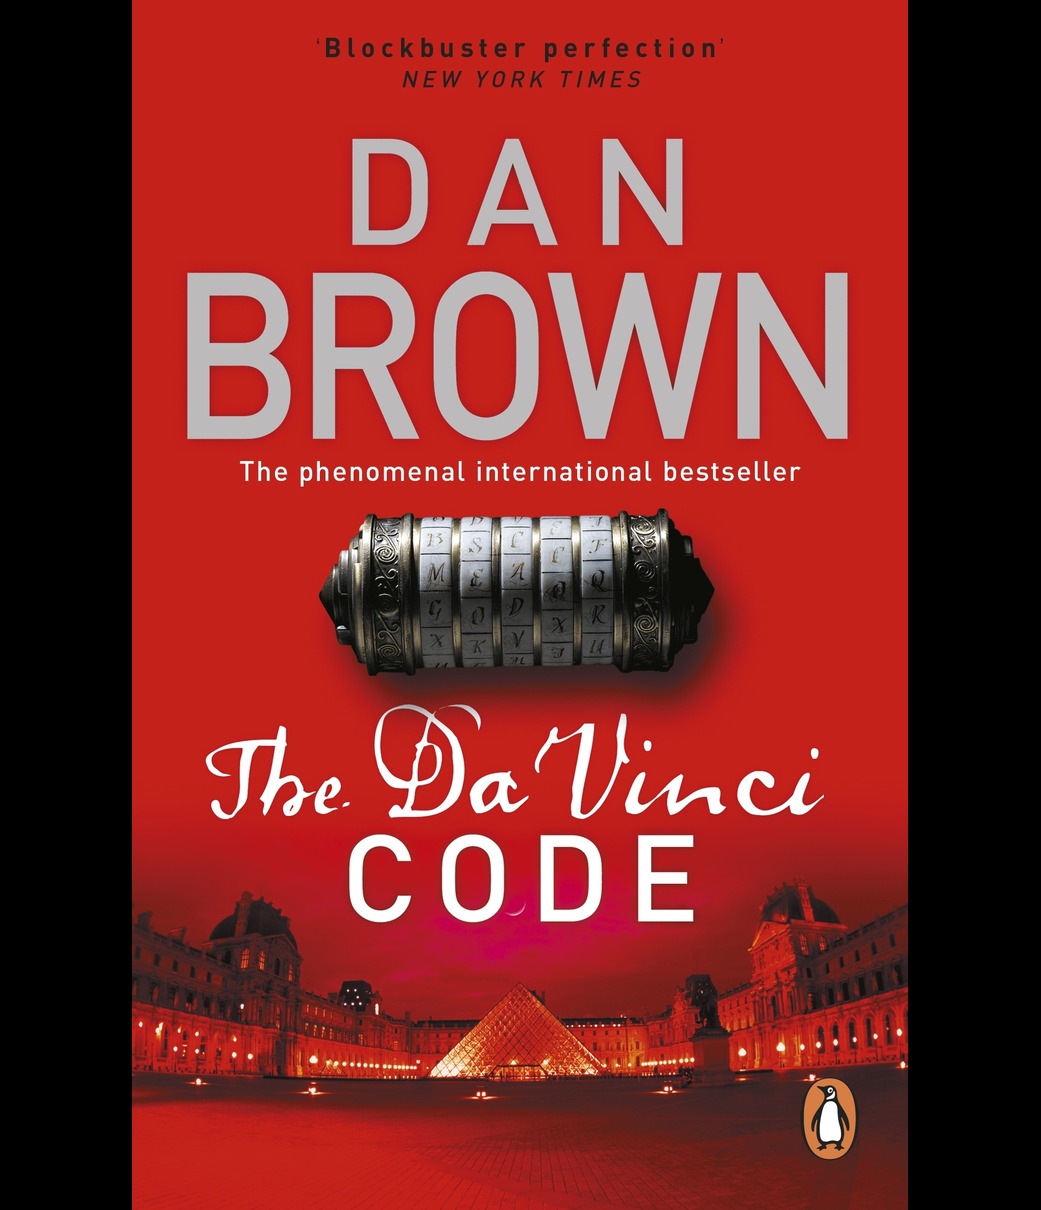 ‘Blockbuster perfection’
NEW YORK TIMES
DAN
BROWN
The phenomenal international bestseller
The Da Vinci
CODE